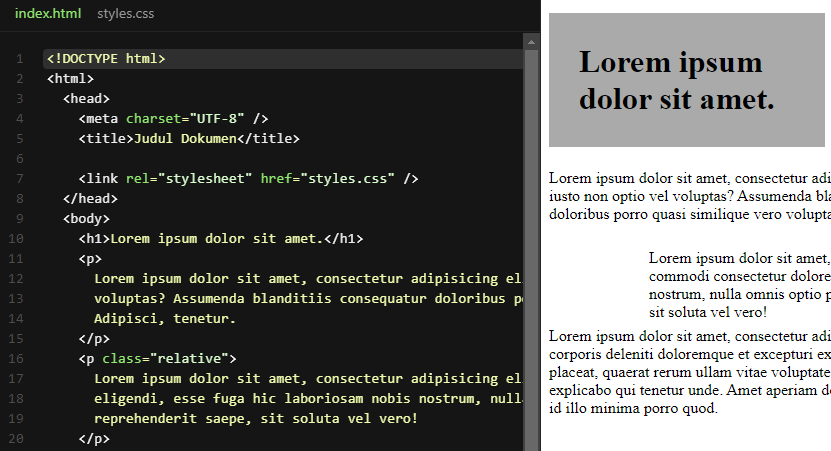 index.html styles.css
1 <!DOCTYPE html>
2 <html>
3 <head>
4 <meta charset="UTF-8" />
5 <title>Judul Dokumen</title>
6
7 <link rel="stylesheet" href="styles.css" />
8 </head>
9 <body>
10 <h1>Lorem ipsum dolor sit amet.</h1>
11 <p>
12 Lorem ipsum dolor sit amet, consectetur adipisicing el
13 voluptas? Assumenda blanditiis consequatur doloribus p
14 Adipisci, tenetur.
15 </p>
16 <p class="relative">
17 Lorem ipsum dolor sit amet, consectetur adipisicing el
18 eligendi, esse fuga hic laboriosam nobis nostrum, null
19 reprehenderit saepe, sit soluta vel vero!
20 </p>
Lorem ipsum
dolor sit amet.
Lorem ipsum dolor sit amet, consectetur adi
iusto non optio vel voluptas? Assumenda bla
doloribus porro quasi similique vero volupta
Lorem ipsum dolor sit amet,
commodi consectetur dolore
nostrum, nulla omnis optio p
sit soluta vel vero!
Lorem ipsum dolor sit amet, consectetur adi
corporis deleniti doloremque et excepturi ex
placeat, quaerat rerum ullam vitae voluptate
explicabo qui tenetur unde. Amet aperiam do
id illo minima porro quod.